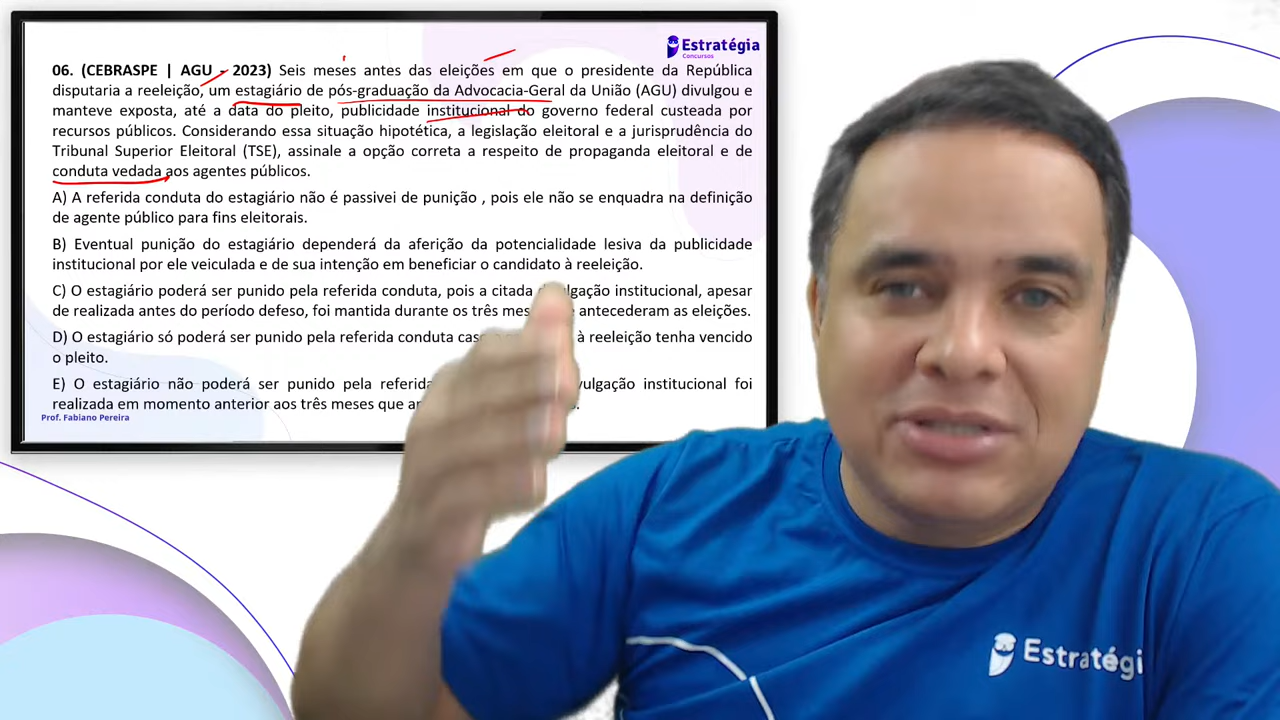 Estratégia
Concursos
06. (CEBRASPE | AGU - 2023) Seis meses antes das eleições em que o presidente da República
disputaria a reeleição, um estagiário de pós-graduação da Advocacia-Geral da União (AGU) divulgou e
manteve exposta, até a data do pleito, publicidade institucional do governo federal custeada por
recursos públicos. Considerando essa situação hipotética, a legislação eleitoral e a jurisprudência do
Tribunal Superior Eleitoral (TSE), assinale a opção correta a respeito de propaganda eleitoral e de
conduta vedada aos agentes públicos.
A) A referida conduta do estagiário não é passivei de punição , pois ele não se enquadra na definição
de agente público para fins eleitorais.
B) Eventual punição do estagiário dependerá da aferição da potencialidade lesiva da publicidade
institucional por ele veiculada e de sua intenção em beneficiar o candidato à reeleição.
C) O estagiário poderá ser punido pela referida conduta, pois a citada divulgação institucional, apesar
de realizada antes do período defeso, foi mantida durante os três meses antecederam as eleições.
D) O estagiário só poderá ser punido pela referida conduta à reeleição tenha vencido
o pleito.
E) O estagiário não poderá ser punido pela referida divulgação institucional foi
realizada em momento anterior aos três meses que
Prof. Fabiano Pereira
Estratégi